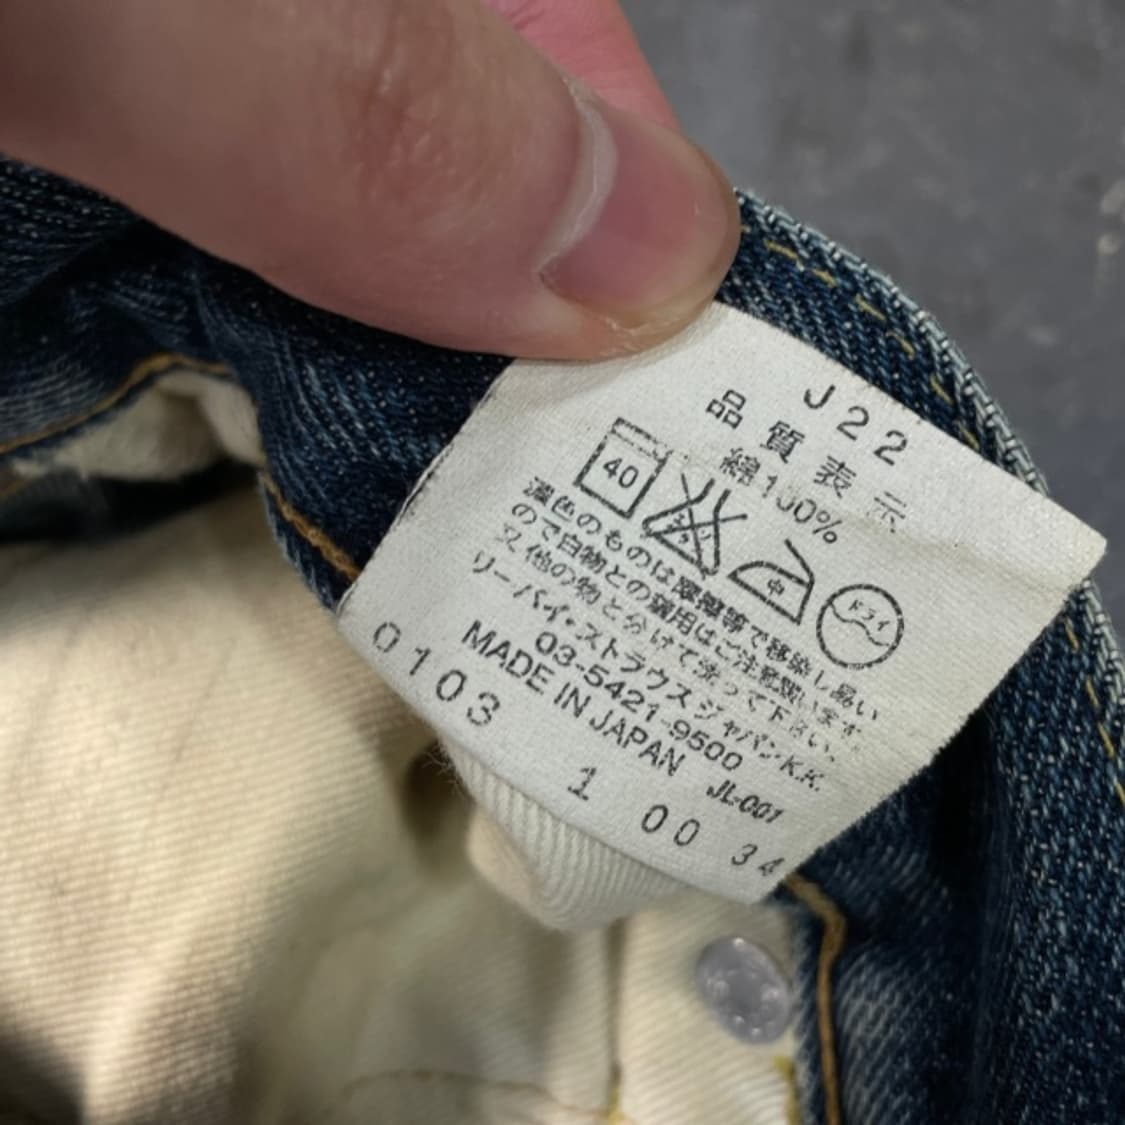 J22
品質表示
綿100%
40
中
ドライ
濃色のものは摩擦等で移染し易い
ので白物との着用はご注意願います。
又他の物と分けて洗って下さい。
リーバイ・ストラウス ジャパン K.K.
03-5421-9500
MADE IN JAPAN JL-001
0103 1 00 34